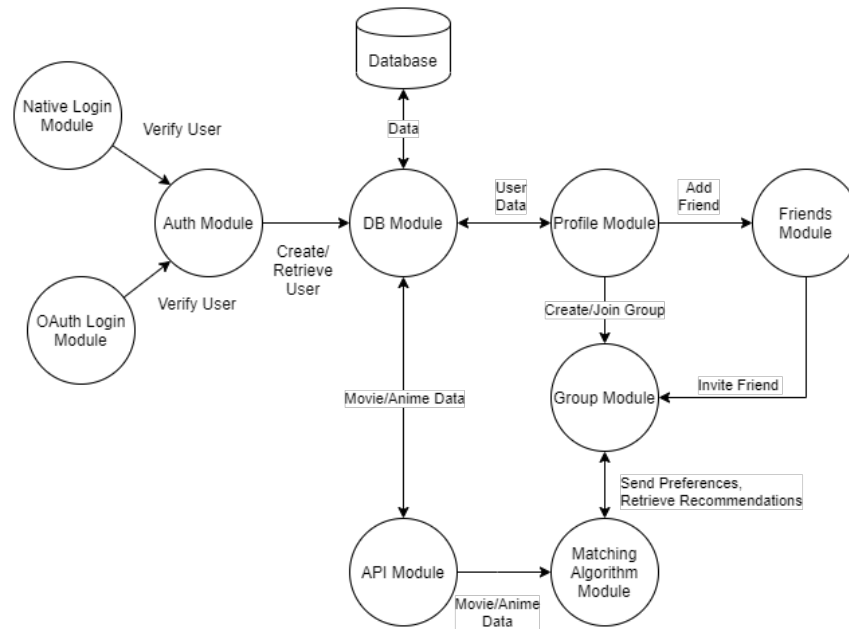 Database
Native Login
Module
Verify User
Data
Auth Module
DB Module
User
Data
Profile Module
Add
Friend
Friends
Module
Create/
Retrieve
User
Verify User
OAuth Login
Module
Create/Join Group
Movie/Anime Data
Group Module
Invite Friend
Send Preferences,
Retrieve Recommendations
API Module
Movie/Anime
Data
Matching
Algorithm
Module